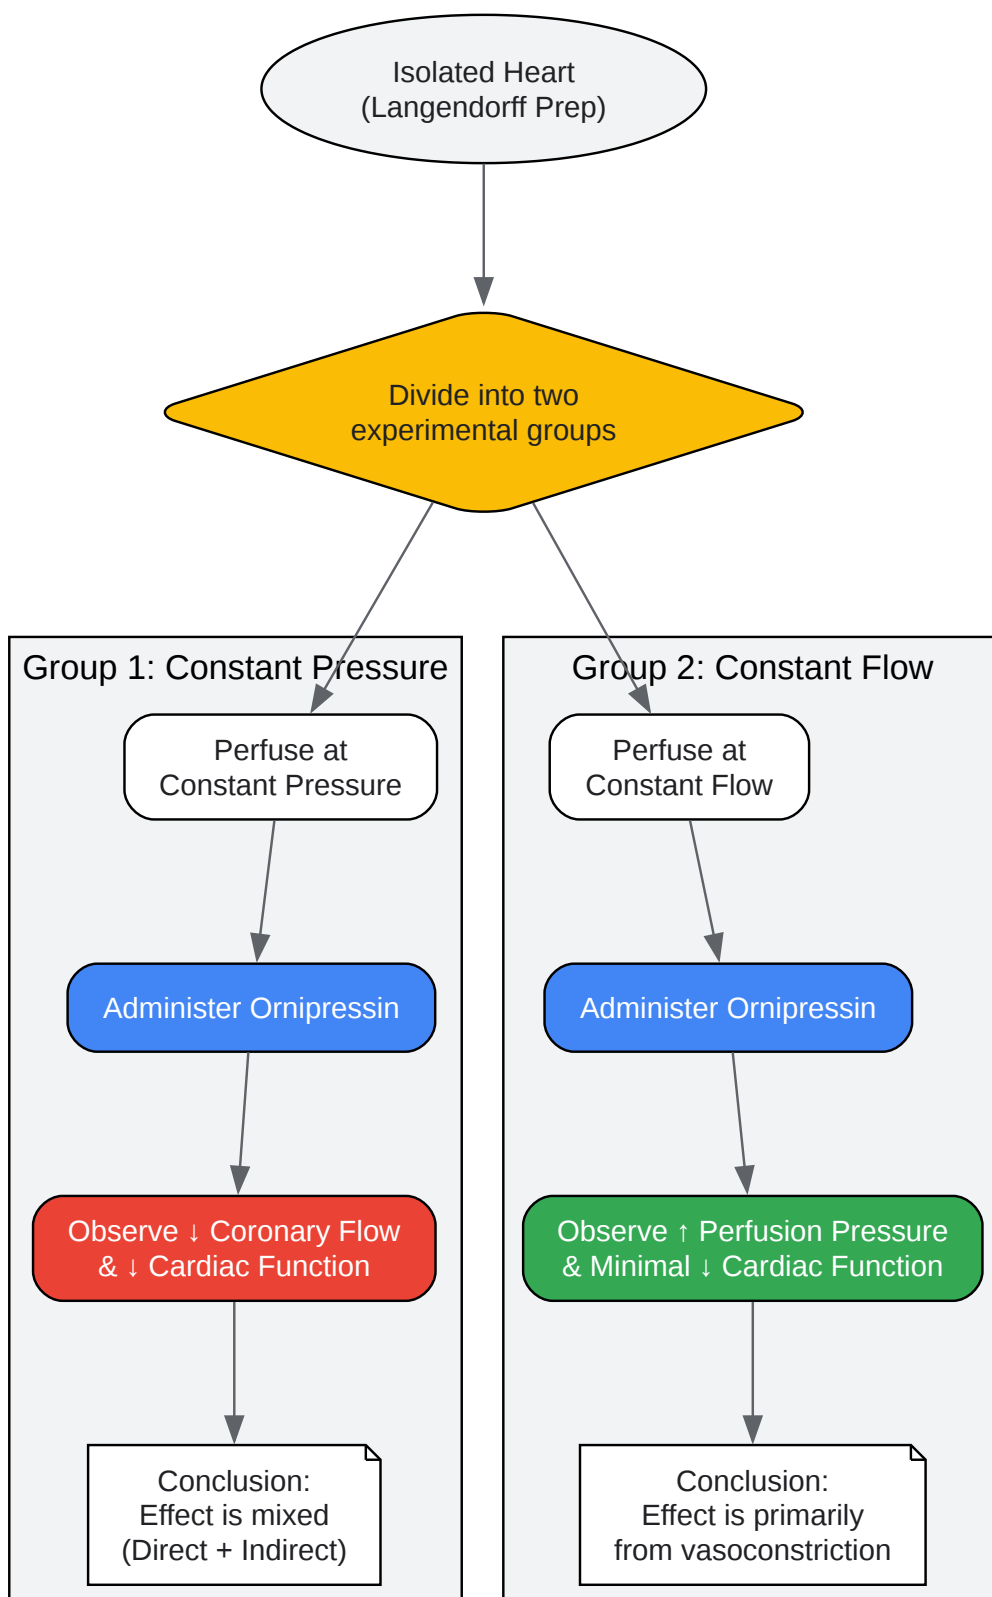 Isolated Heart
(Langendorff Prep)
Divide into two
experimental groups
Group 1: Constant Pressure
Perfuse at
Constant Pressure
Administer Ornipressin
Observe ↓ Coronary Flow
& ↓ Cardiac Function
Conclusion:
Effect is mixed
(Direct + Indirect)
Group 2: Constant Flow
Perfuse at
Constant Flow
Administer Ornipressin
Observe ↑ Perfusion Pressure
& Minimal ↓ Cardiac Function
Conclusion:
Effect is primarily
from vasoconstriction